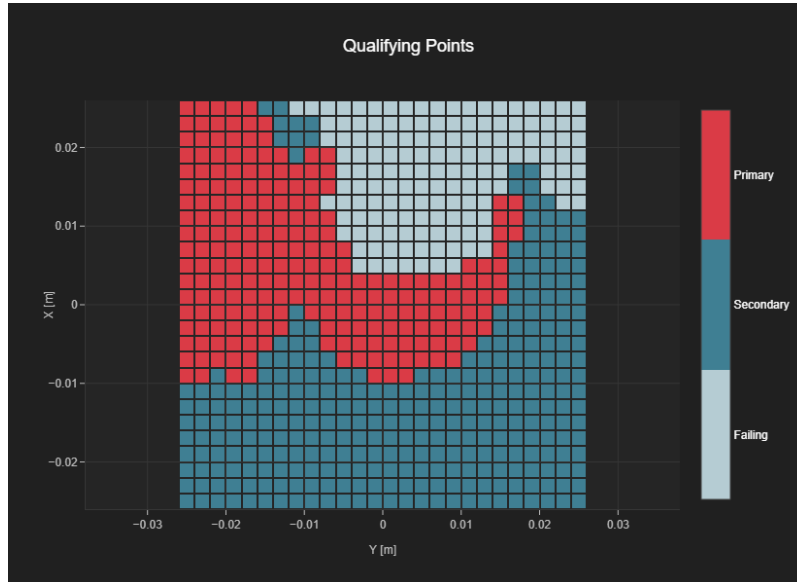 Qualifying Points
0.02
0.01
0
−0.01
−0.02
X [m]
−0.03
−0.02
−0.01
0
0.01
0.02
0.03
Y [m]
Primary
Secondary
Failing